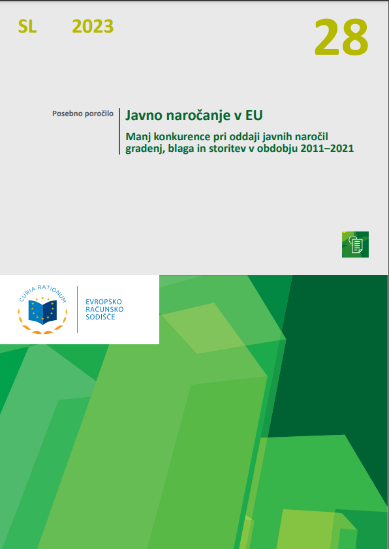 SL 2023
28
Posebno poročilo
Javno naročanje v EU
Manj konkurence pri oddaji javnih naročil
gradenj, blaga in storitev v obdobju 2011–2021
CURIA RATIONUM
EVROPSKO
RAČUNSKO
SODIŠČE